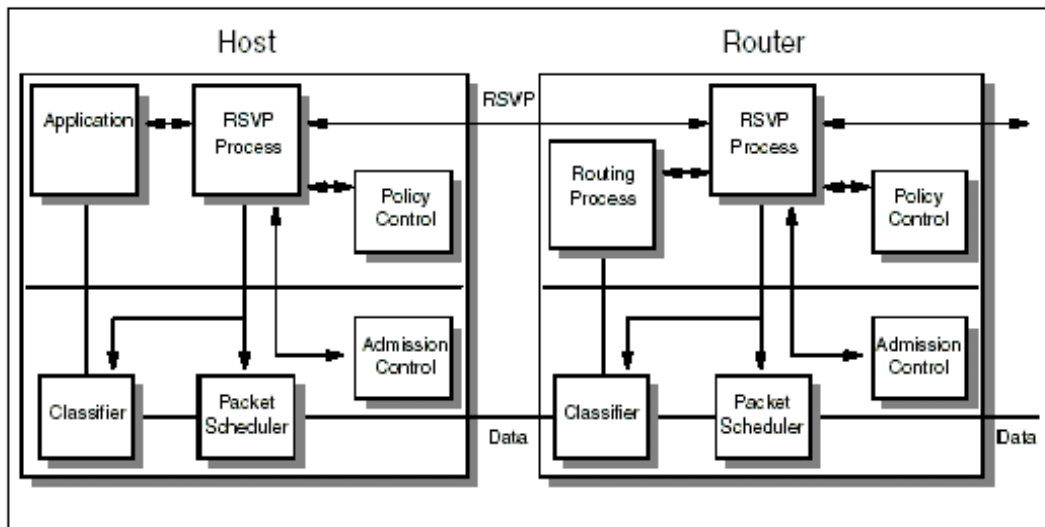 Host
Router
Application
RSVP
Process
RSVP
RSVP
Process
Policy
Control
Routing
Process
Policy
Control
Admission
Control
Admission
Control
Classifier
Packet
Scheduler
Data
Classifier
Packet
Scheduler
Data